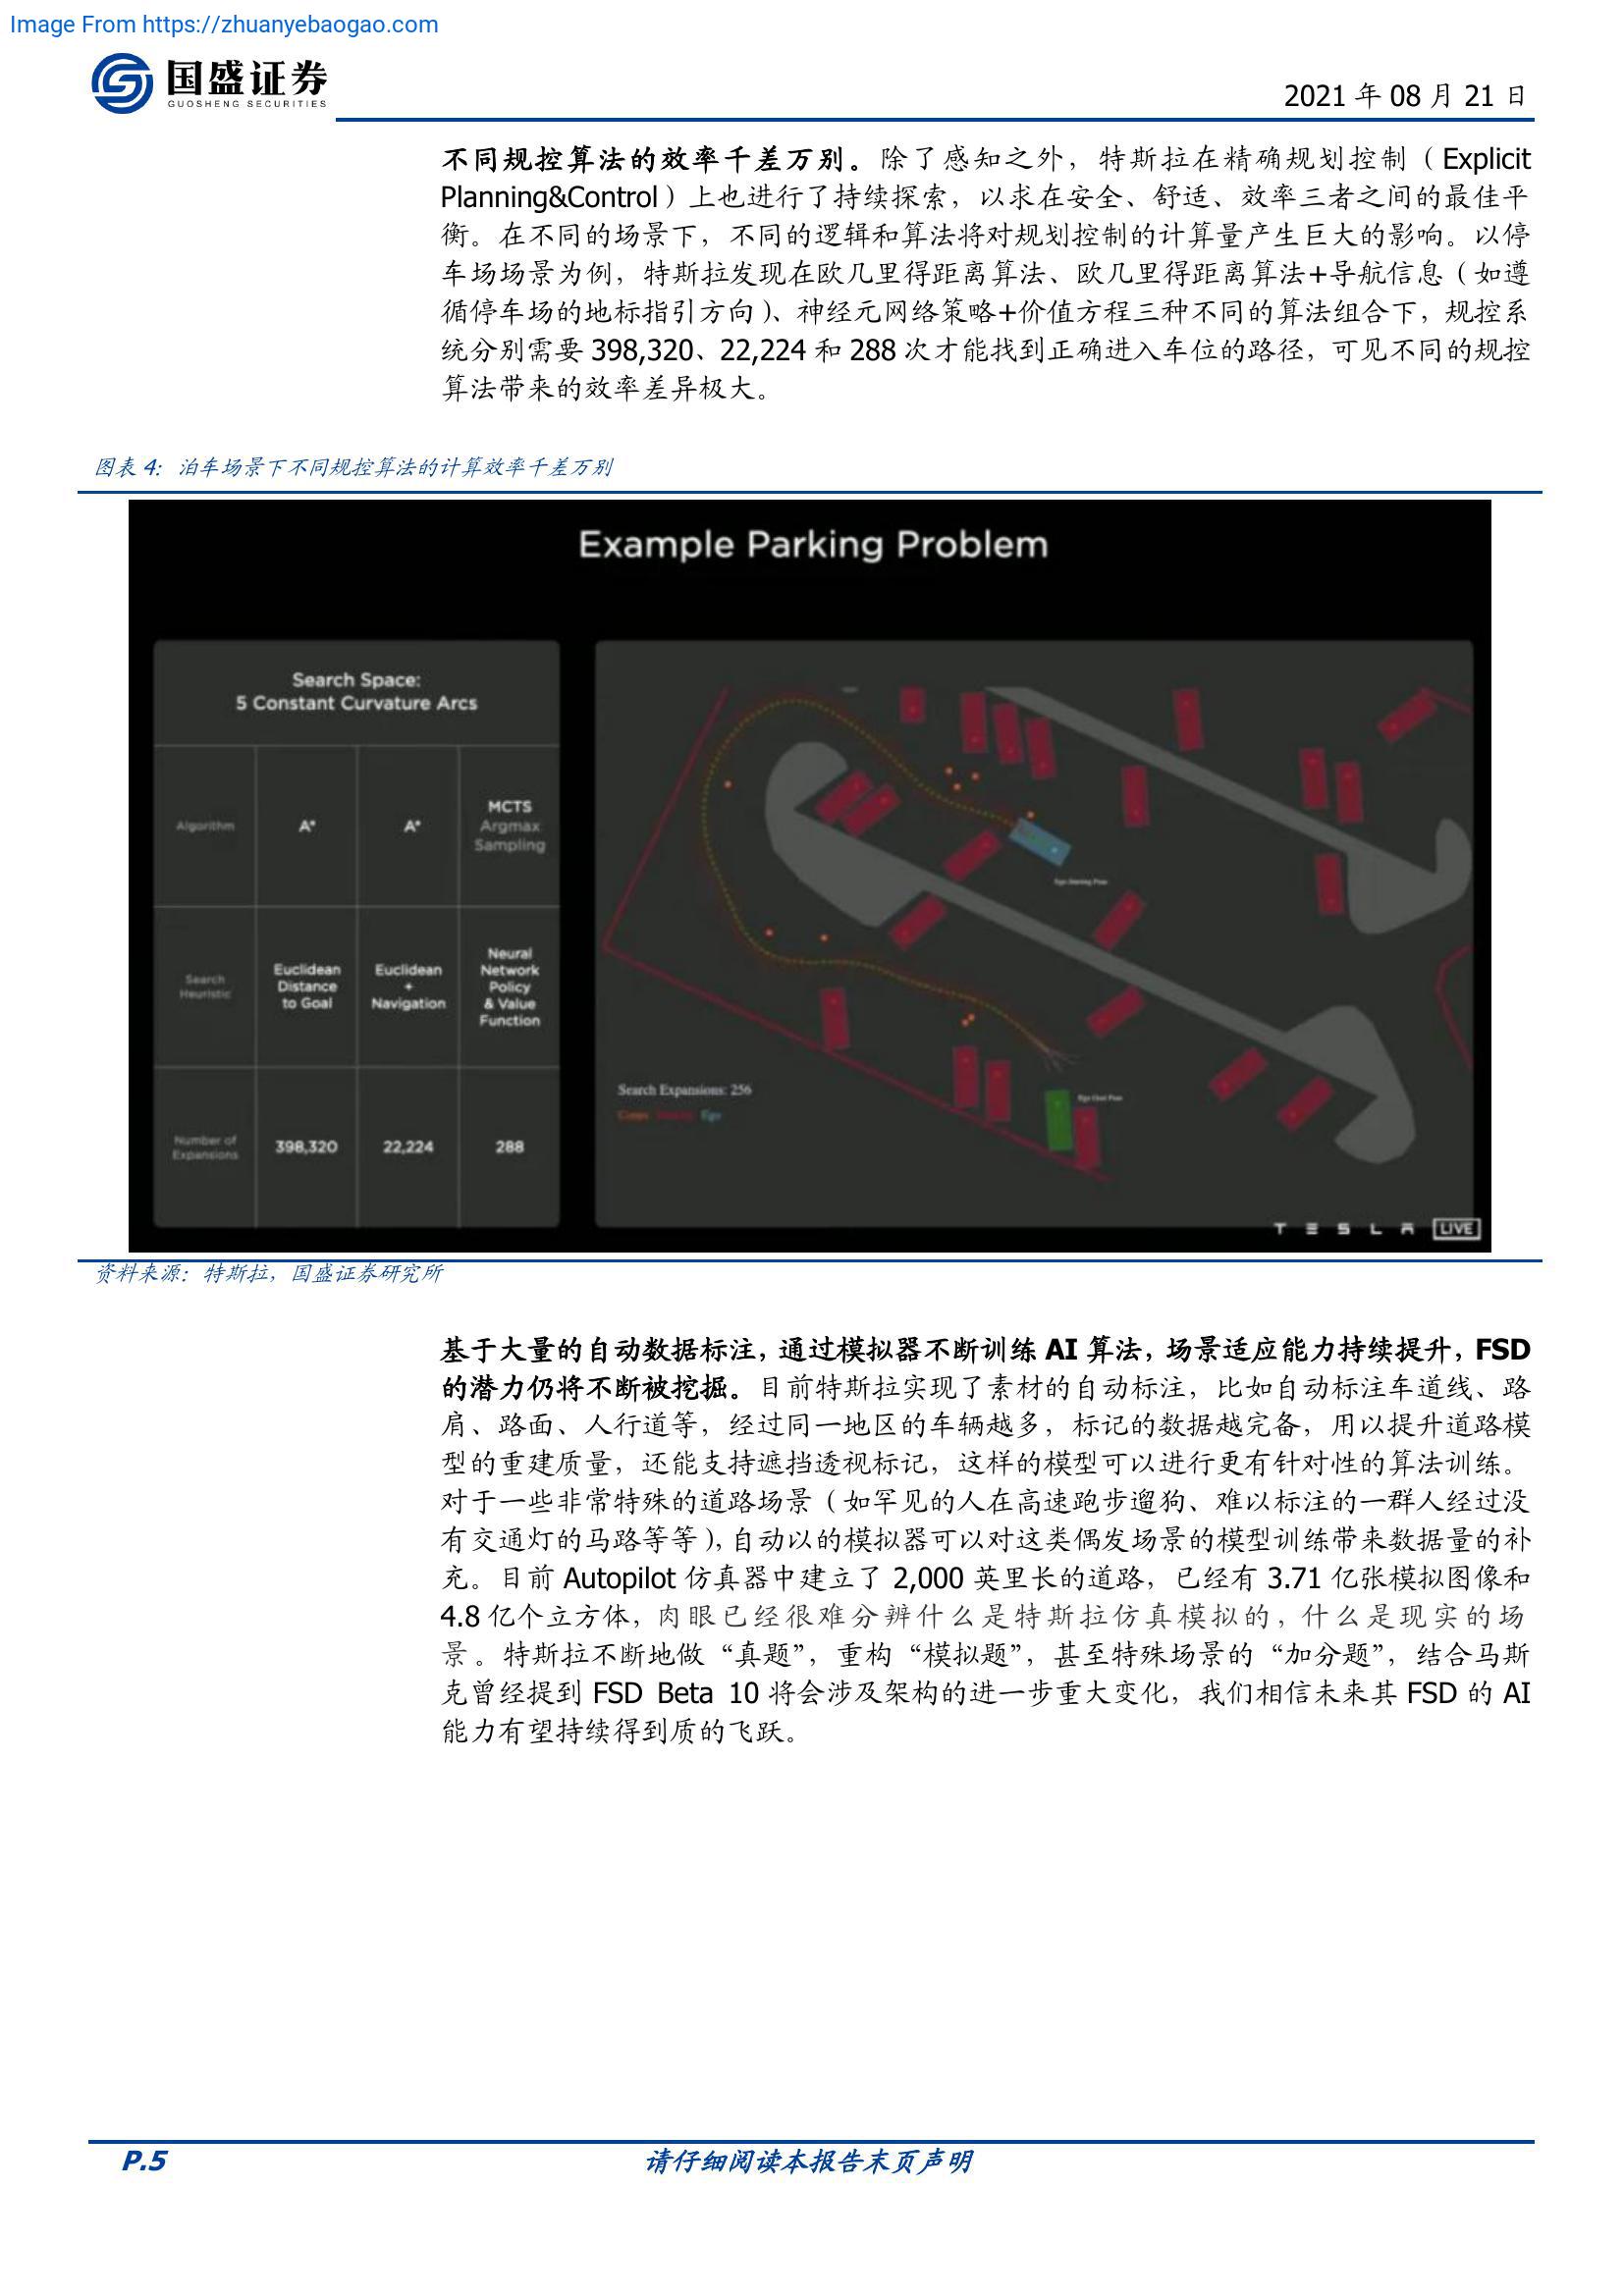 Image From https://zhuanyebaogao.com
国盛证券
GUOSHENG SECURITIES
2021 年 08 月 21 日
不同规控算法的效率千差万别。除了感知之外，特斯拉在精确规划控制（Explicit
Planning&Control）上也进行了持续探索，以求在安全、舒适、效率三者之间的最佳平
衡。在不同的场景下，不同的逻辑和算法将对规划控制的计算量产生巨大的影响。以停
车场场景为例，特斯拉发现在欧几里得距离算法、欧几里得距离算法+导航信息（如遵
循停车场的地标指引方向）、神经元网络策略+价值方程三种不同的算法组合下，规控系
统分别需要 398,320、22,224 和 288 次才能找到正确进入车位的路径，可见不同的规控
算法带来的效率差异极大。
图表 4：泊车场景下不同规控算法的计算效率千差万别
Example Parking Problem
Search Space:
5 Constant Curvature Arcs
Algorithm
A*
A*
MCTS
Argmax
Sampling
Search
Heuristic
Euclidean
Distance
to Goal
Euclidean
+
Navigation
Neural
Network
Policy
& Value
Function
Number of
Expansions
398,320
22,224
288
Ego Starting Pose
Ego Goal Pose
Search Expansions: 256
Cones Ego
TESLA LIVE
资料来源：特斯拉，国盛证券研究所
基于大量的自动数据标注，通过模拟器不断训练 AI 算法，场景适应能力持续提升，FSD
的潜力仍将不断被挖掘。目前特斯拉实现了素材的自动标注，比如自动标注车道线、路
肩、路面、人行道等，经过同一地区的车辆越多，标记的数据越完备，用以提升道路模
型的重建质量，还能支持遮挡透视标记，这样的模型可以进行更有针对性的算法训练。
对于一些非常特殊的道路场景（如罕见的人在高速跑步遛狗、难以标注的一群人经过没
有交通灯的马路等等），自动以的模拟器可以对这类偶发场景的模型训练带来数据量的补
充。目前 Autopilot 仿真器中建立了 2,000 英里长的道路，已经有 3.71 亿张模拟图像和
4.8 亿个立方体，肉眼已经很难分辨什么是特斯拉仿真模拟的，什么是现实的场
景。特斯拉不断地做“真题”，重构“模拟题”，甚至特殊场景的“加分题”，结合马斯
克曾经提到 FSD Beta 10 将会涉及架构的进一步重大变化，我们相信未来其 FSD 的 AI
能力有望持续得到质的飞跃。
P.5
请仔细阅读本报告末页声明